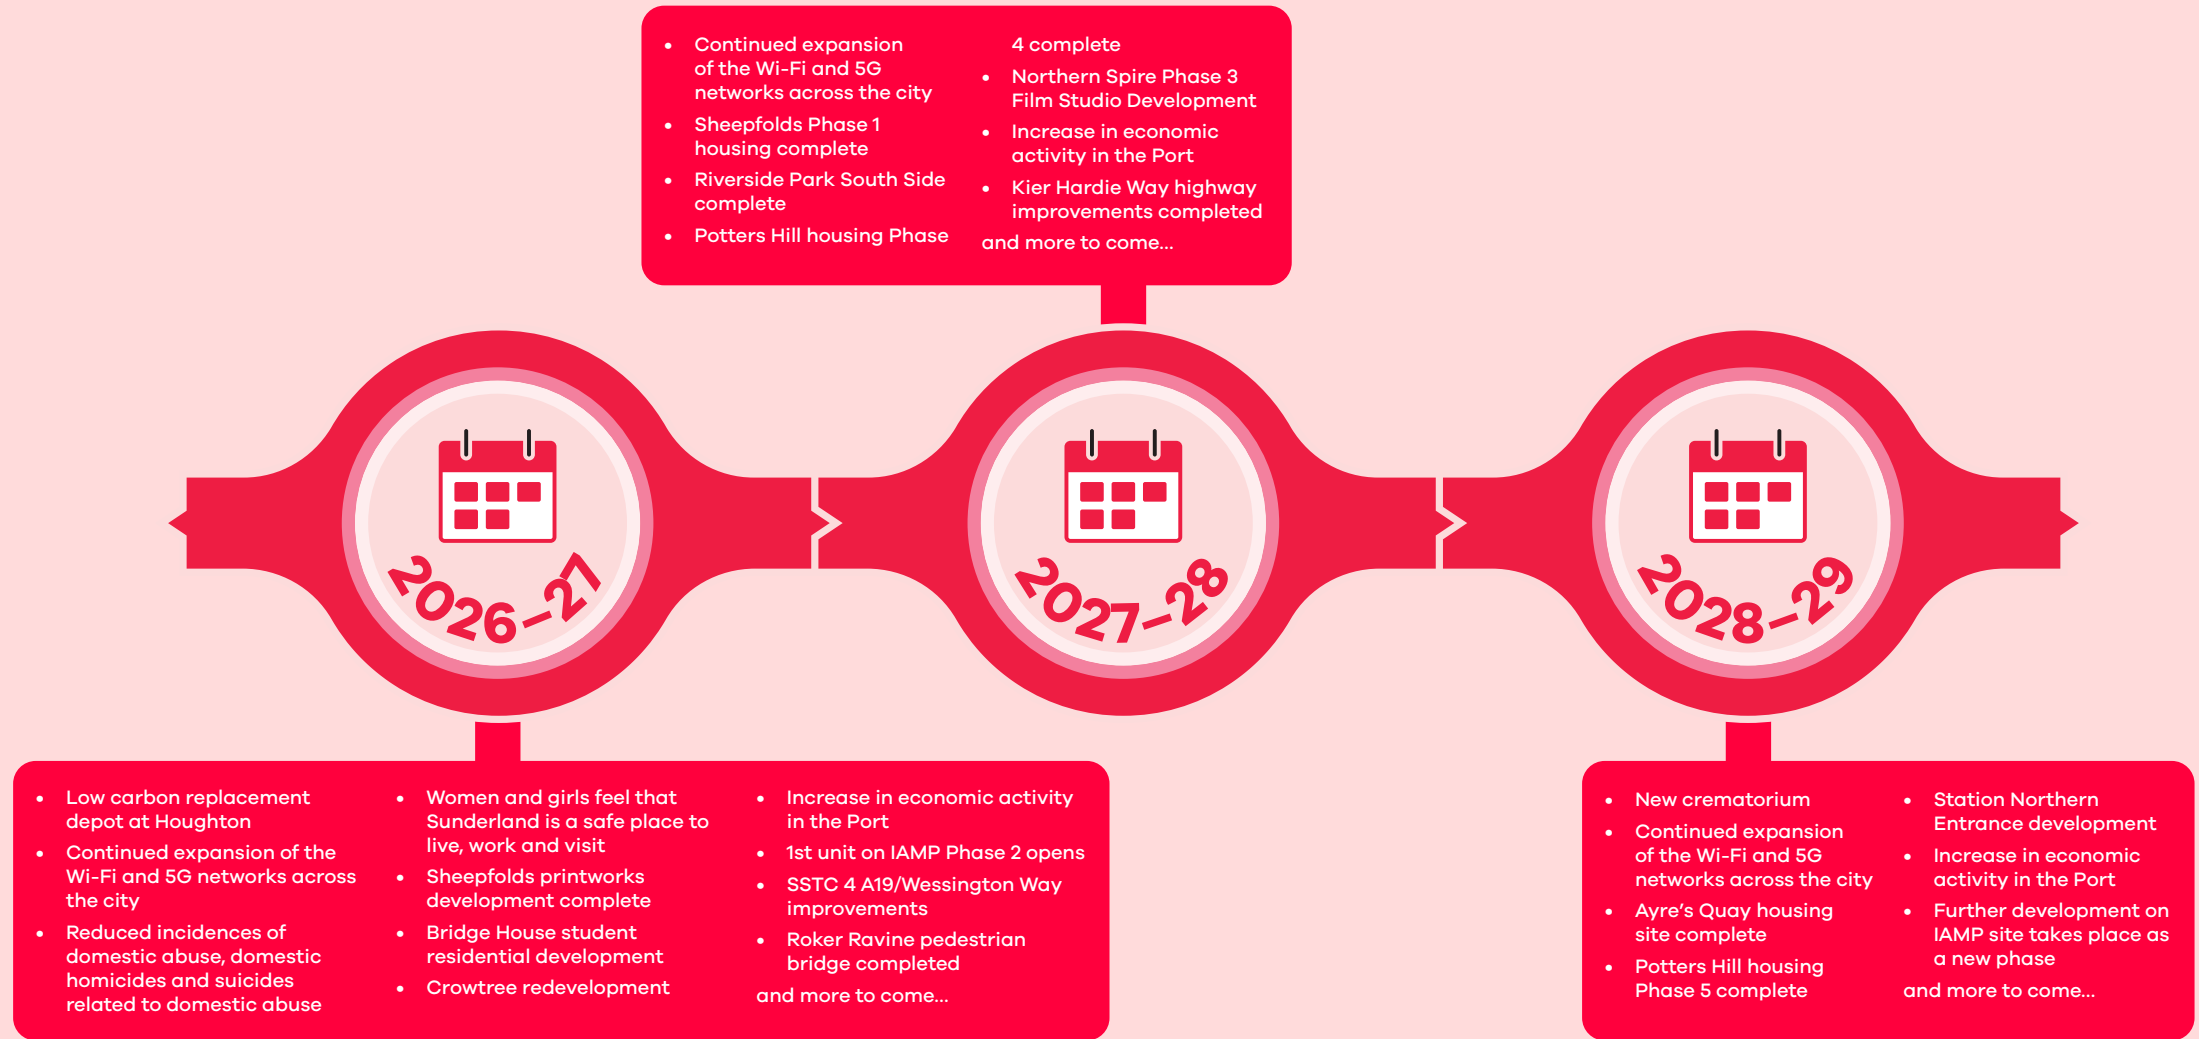 • Continued expansion
of the Wi-Fi and 5G
networks across the city
• Sheepfolds Phase 1
housing complete
• Riverside Park South Side
complete
• Potters Hill housing Phase
4 complete
• Northern Spire Phase 3
Film Studio Development
• Increase in economic
activity in the Port
• Kier Hardie Way highway
improvements completed
and more to come...
2026–27
2027–28
2028–29
• Low carbon replacement
depot at Houghton
• Continued expansion of the
Wi-Fi and 5G networks across
the city
• Reduced incidences of
domestic abuse, domestic
homicides and suicides
related to domestic abuse
• Women and girls feel that
Sunderland is a safe place to
live, work and visit
• Sheepfolds printworks
development complete
• Bridge House student
residential development
• Crowtree redevelopment
• Increase in economic activity
in the Port
• 1st unit on IAMP Phase 2 opens
• SSTC 4 A19/Wessington Way
improvements
• Roker Ravine pedestrian
bridge completed
and more to come...
• New crematorium
• Continued expansion
of the Wi-Fi and 5G
networks across the city
• Ayre's Quay housing
site complete
• Potters Hill housing
Phase 5 complete
• Station Northern
Entrance development
• Increase in economic
activity in the Port
• Further development on
IAMP site takes place as
a new phase
and more to come...